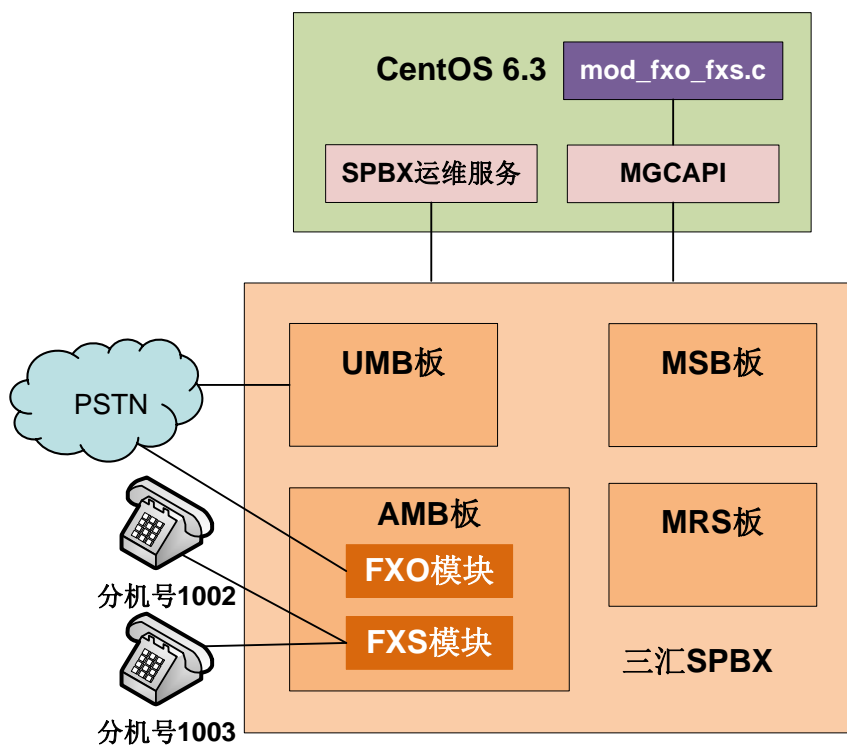 CentOS 6.3
mod_fxo_fxs.c
SPBX运维服务
MGCAPI
UMB板
MSB板
PSTN
AMB板
MRS板
FXO模块
分机号1002
FXS模块
三汇SPBX
分机号1003